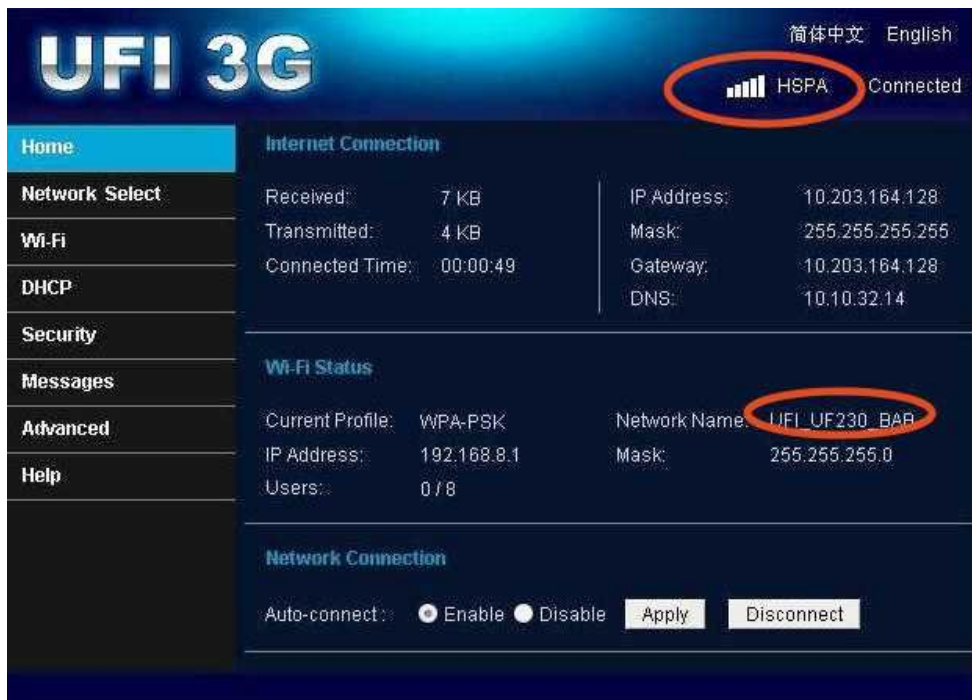 UFI 3G
简体中文 English
HSPA Connected
Home
Network Select
Wi-Fi
DHCP
Security
Messages
Advanced
Help
Internet Connection
Received: 7 KB
Transmitted: 4 KB
Connected Time: 00:00:49
IP Address: 10.203.164.128
Mask: 255.255.255.255
Gateway: 10.203.164.128
DNS: 10.10.32.14
Wi-Fi Status
Current Profile: WPA-PSK
IP Address: 192.168.8.1
Users: 0 / 8
Network Name: UFI_UF230_BAB
Mask: 255.255.255.0
Network Connection
Auto-connect : Enable Disable Apply Disconnect